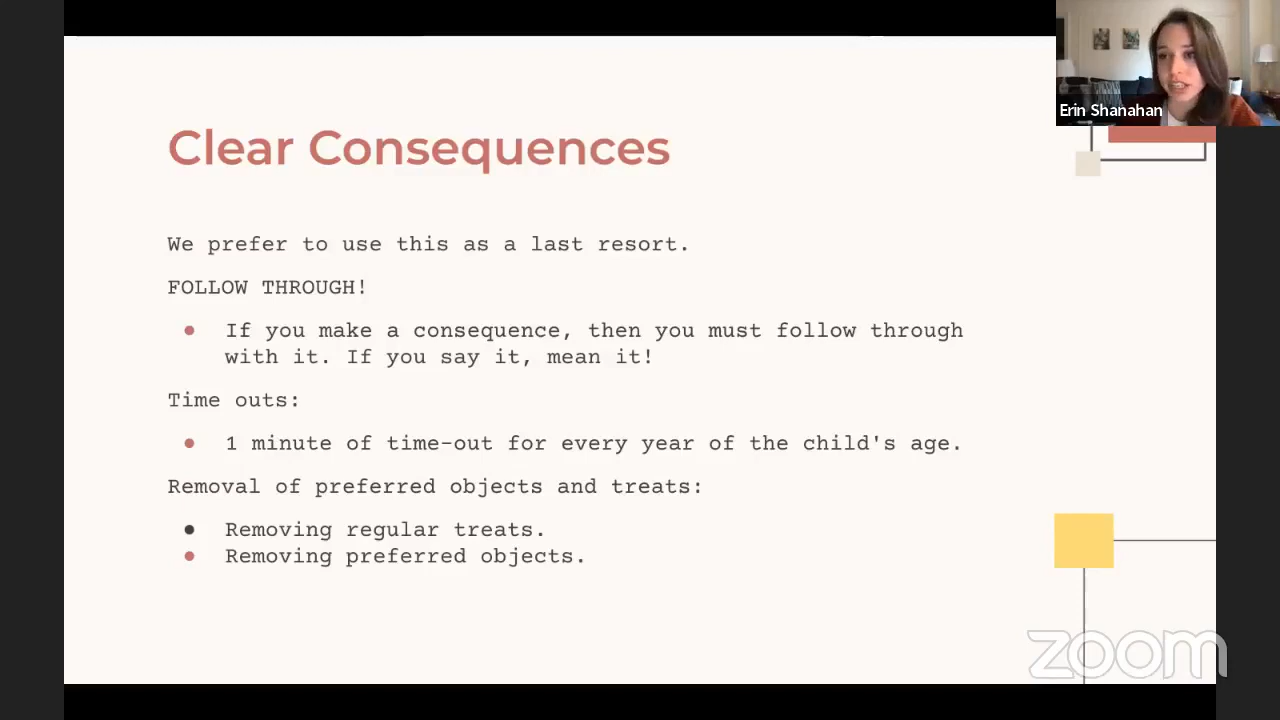 Erin Shanahan
Clear Consequences
We prefer to use this as a last resort.
FOLLOW THROUGH!
● If you make a consequence, then you must follow through
with it. If you say it, mean it!
Time outs:
● 1 minute of time-out for every year of the child's age.
Removal of preferred objects and treats:
● Removing regular treats.
● Removing preferred objects.
zoom